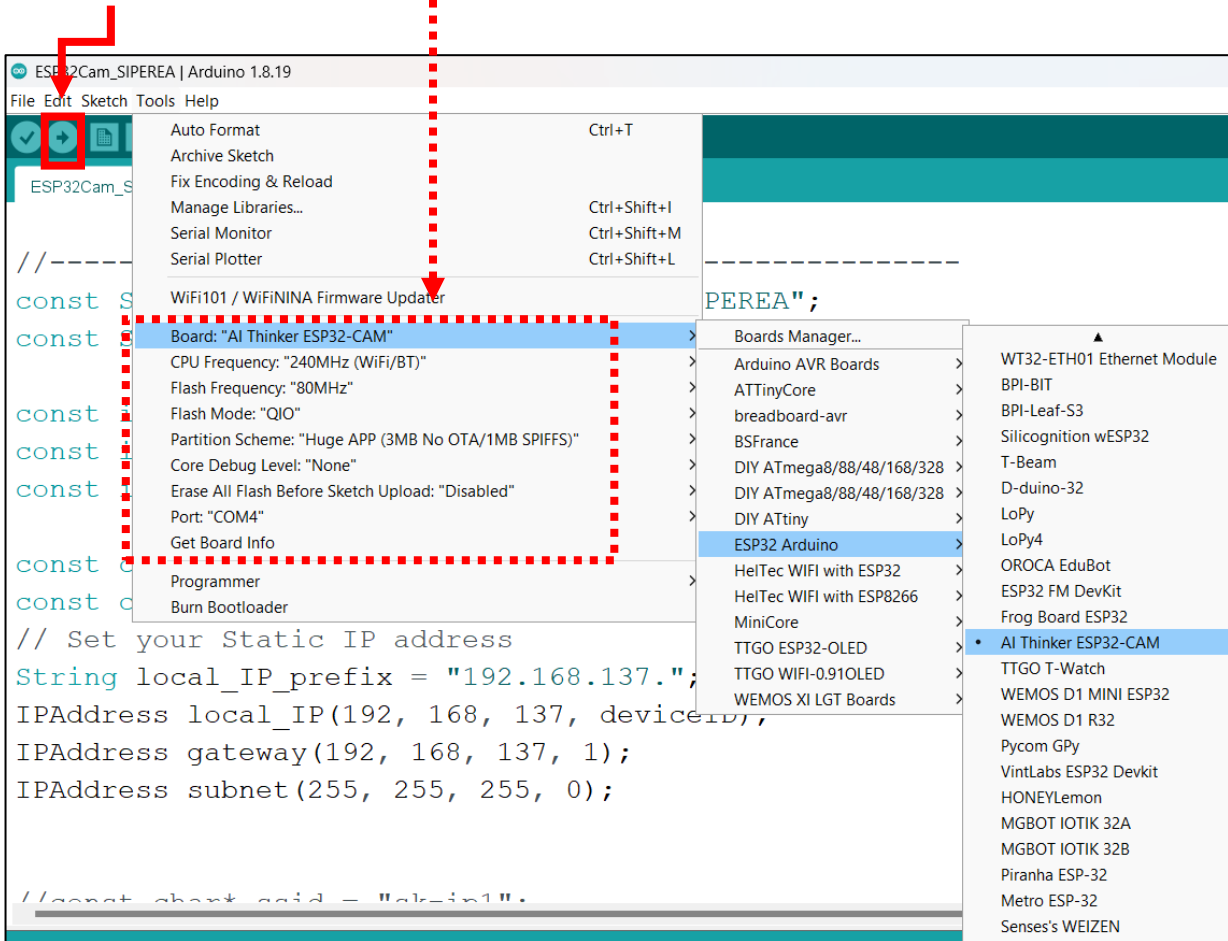 ESP32Cam_SIPEREA | Arduino 1.8.19
File Edit Sketch Tools Help
ESP32Cam_S
Auto Format Ctrl+T
Archive Sketch
Fix Encoding & Reload
Manage Libraries... Ctrl+Shift+I
Serial Monitor Ctrl+Shift+M
Serial Plotter Ctrl+Shift+L
WiFi101 / WiFiNINA Firmware Updater
Board: "AI Thinker ESP32-CAM"
CPU Frequency: "240MHz (WiFi/BT)"
Flash Frequency: "80MHz"
Flash Mode: "QIO"
Partition Scheme: "Huge APP (3MB No OTA/1MB SPIFFS)"
Core Debug Level: "None"
Erase All Flash Before Sketch Upload: "Disabled"
Port: "COM4"
Get Board Info
Programmer
Burn Bootloader
Boards Manager...
Arduino AVR Boards
ATTinyCore
breadboard-avr
BSFrance
DIY ATmega8/88/48/168/328
DIY ATmega8/88/48/168/328
DIY ATtiny
ESP32 Arduino
HelTec WIFI with ESP32
HelTec WIFI with ESP8266
MiniCore
TTGO ESP32-OLED
TTGO WIFI-0.91OLED
WEMOS XI LGT Boards
WT32-ETH01 Ethernet Module
BPI-BIT
BPI-Leaf-S3
Silicognition wESP32
T-Beam
D-duino-32
LoPy
LoPy4
OROCA EduBot
ESP32 FM DevKit
Frog Board ESP32
AI Thinker ESP32-CAM
TTGO T-Watch
WEMOS D1 MINI ESP32
WEMOS D1 R32
Pycom GPy
VintLabs ESP32 Devkit
HONEYLemon
MGBOT IOTIK 32A
MGBOT IOTIK 32B
Piranha ESP-32
Metro ESP-32
Senses's WEIZEN
//-----  ---------------
const S PEREA";
const S
const i
const i
const
const c
const c
// Set your Static IP address
String local_IP_prefix = "192.168.137.";
IPAddress local_IP(192, 168, 137, deviceID);
IPAddress gateway(192, 168, 137, 1);
IPAddress subnet(255, 255, 255, 0);
//const char* ssid = "sk-ip1";